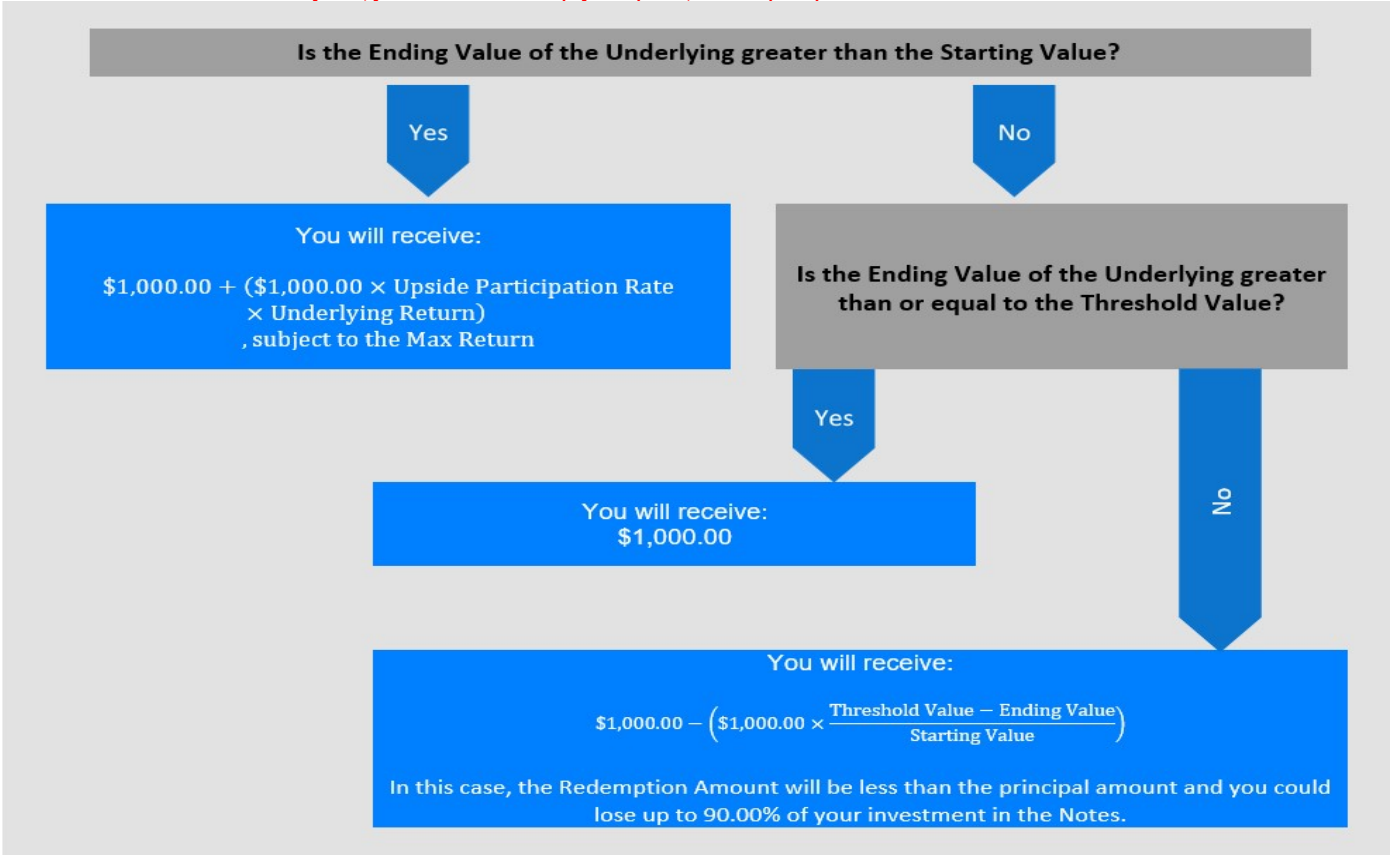 Is the Ending Value of the Underlying greater than the Starting Value?
Yes
No
You will receive:
$1,000.00 + ($1,000.00 × Upside Participation Rate
× Underlying Return)
, subject to the Max Return
Is the Ending Value of the Underlying greater
than or equal to the Threshold Value?
Yes
No
You will receive:
$1,000.00
You will receive:
$1,000.00 − ($1,000.00 × (Threshold Value − Ending Value) / Starting Value)
In this case, the Redemption Amount will be less than the principal amount and you could
lose up to 90.00% of your investment in the Notes.